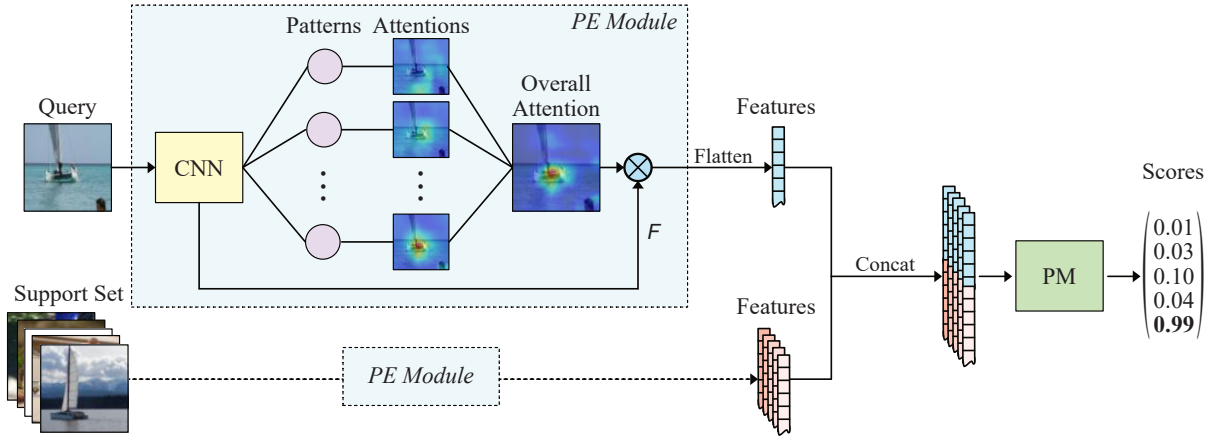 PE Module
Patterns
Attentions
Query
CNN
Overall
Attention
F
Flatten
Features
Support Set
PE Module
Features
Concat
PM
Scores
0.01
0.03
0.10
0.04
0.99